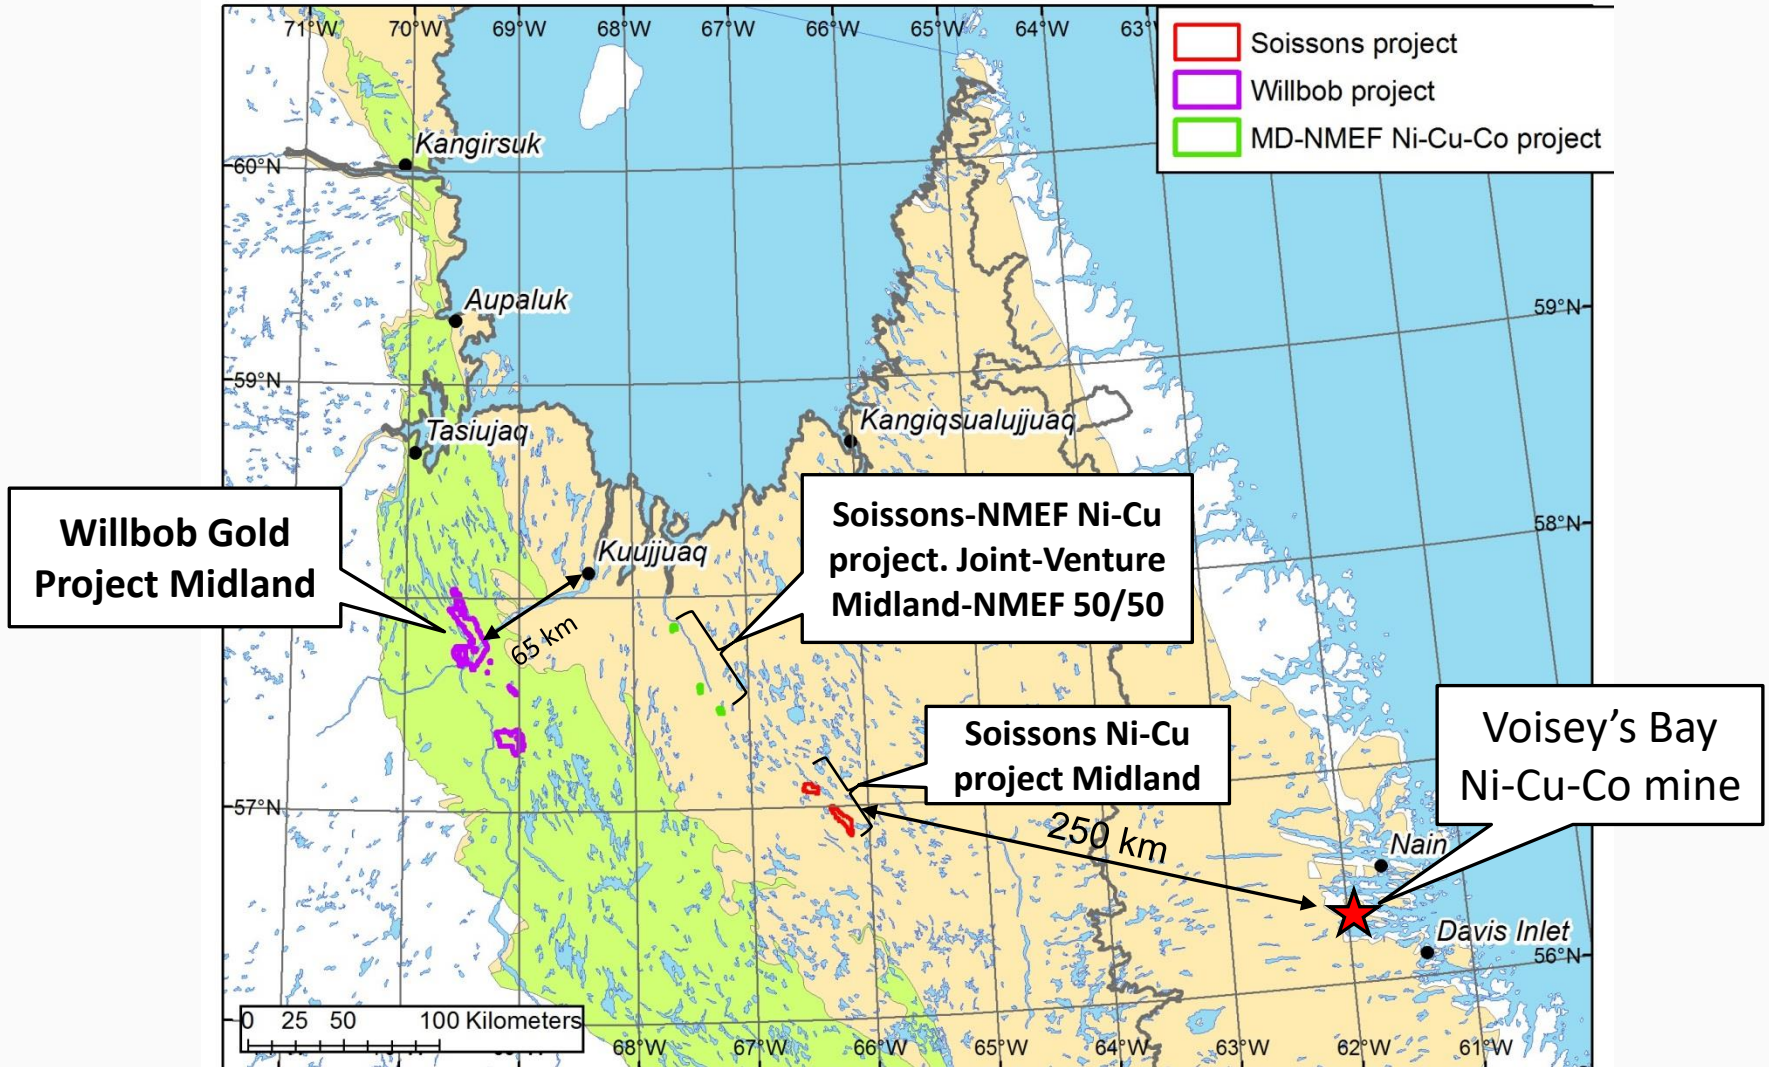 71°W 70°W 69°W 68°W 67°W 66°W 65°W 64°W 63°
Soissons project
Willbob project
MD-NMEF Ni-Cu-Co project
Kangirsuk
60°N
Aupaluk
59°N
59°N
Kangiqsualujjuaq
Tasiujaq
Willbob Gold
Project Midland
Soissons-NMEF Ni-Cu
project. Joint-Venture
Midland-NMEF 50/50
58°N
Kuujjuaq
65 km
Soissons Ni-Cu
project Midland
Voisey's Bay
Ni-Cu-Co mine
57°N
250 km
Nain
Davis Inlet
56°N
0 25 50 100 Kilometers
68°W 67°W 66°W 65°W 64°W 63°W 62°W 61°W